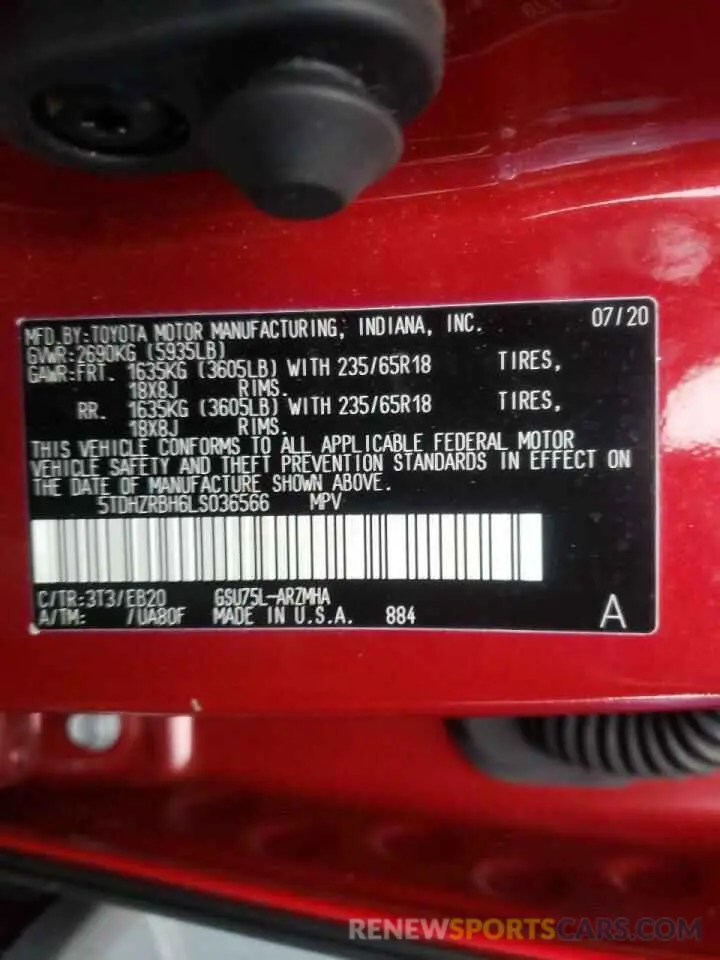 MFD.BY:TOYOTA MOTOR MANUFACTURING, INDIANA, INC. 07/20
GVWR:2690KG (5935LB)
GAWR:FRT. 1635KG (3605LB) WITH 235/65R18 TIRES,
18X8J RIMS.
RR. 1635KG (3605LB) WITH 235/65R18 TIRES,
18X8J RIMS.
THIS VEHICLE CONFORMS TO ALL APPLICABLE FEDERAL MOTOR
VEHICLE SAFETY AND THEFT PREVENTION STANDARDS IN EFFECT ON
THE DATE OF MANUFACTURE SHOWN ABOVE.
5TDHZRBH6LS036566 MPV
C/TR:3T3/EB20 GSU75L-ARZMHA
A/TM: /UA80F MADE IN U.S.A. 884 A
RENEWSPORTSCARS.COM